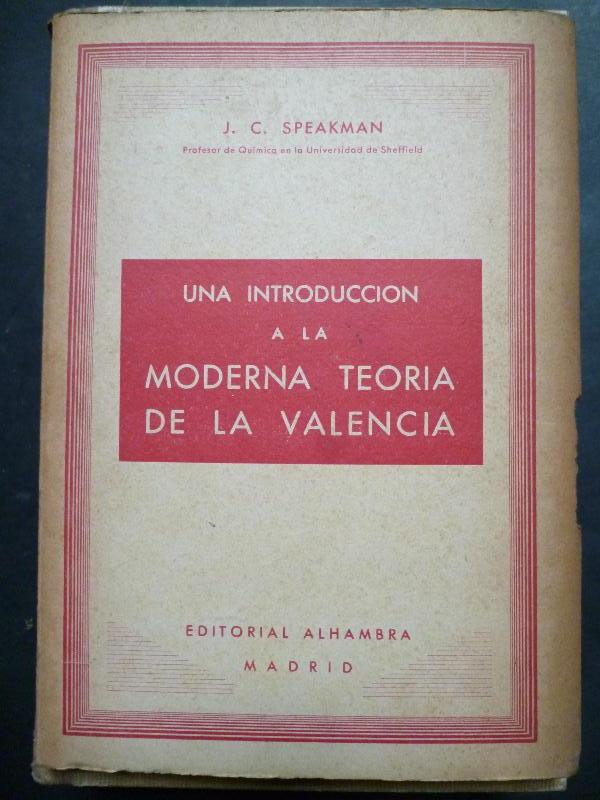 J. C. SPEAKMAN
Profesor de Química en la Universidad de Sheffield
UNA INTRODUCCION
A LA
MODERNA TEORIA
DE LA VALENCIA
EDITORIAL ALHAMBRA
MADRID